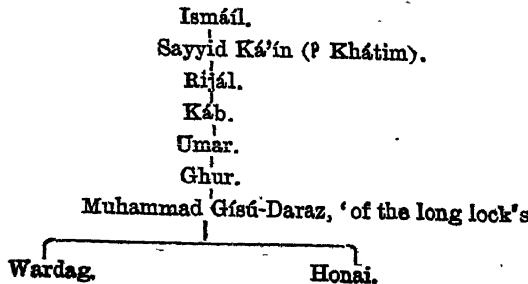 Ismáíl.
Sayyid Ká'ín (? Khátim).
Rijál.
Káb.
Umar.
Ghur.
Muhammad Gísú-Daraz, 'of the long lock's
Wardag. Honai.